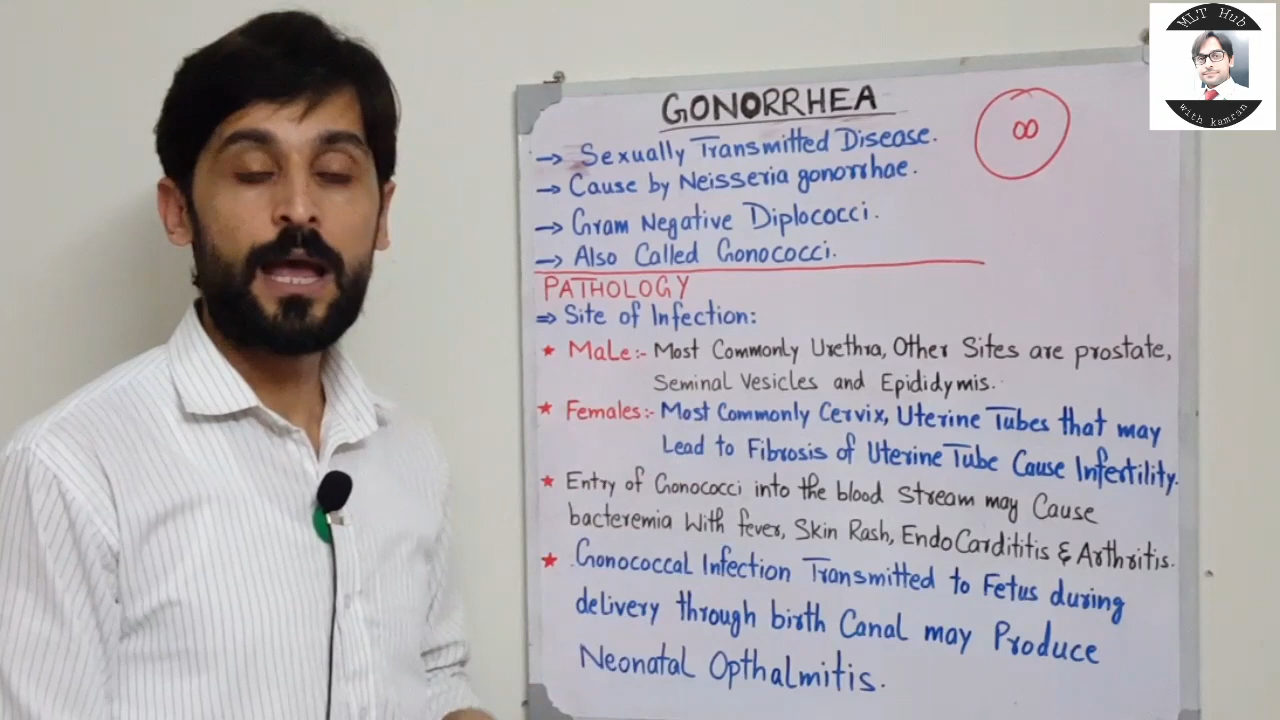 MLT Hub
with kamran
GONORRHEA
→ Sexually Transmitted Disease.
→ Cause by Neisseria gonorrhae.
→ Gram Negative Diplococci.
→ Also Called Gonococci.
PATHOLOGY
⇒ Site of Infection:
★ Male:- Most Commonly Urethra, Other Sites are prostate,
Seminal Vesicles and Epididymis.
★ Females:- Most Commonly Cervix, Uterine Tubes that may
Lead to Fibrosis of Uterine Tube Cause Infertility.
★ Entry of Gonococci into the blood stream may Cause
bacteremia With fever, Skin Rash, EndoCardititis & Arthritis.
★ Gonococcal Infection Transmitted to Fetus during
delivery through birth Canal may Produce
Neonatal Opthalmitis.